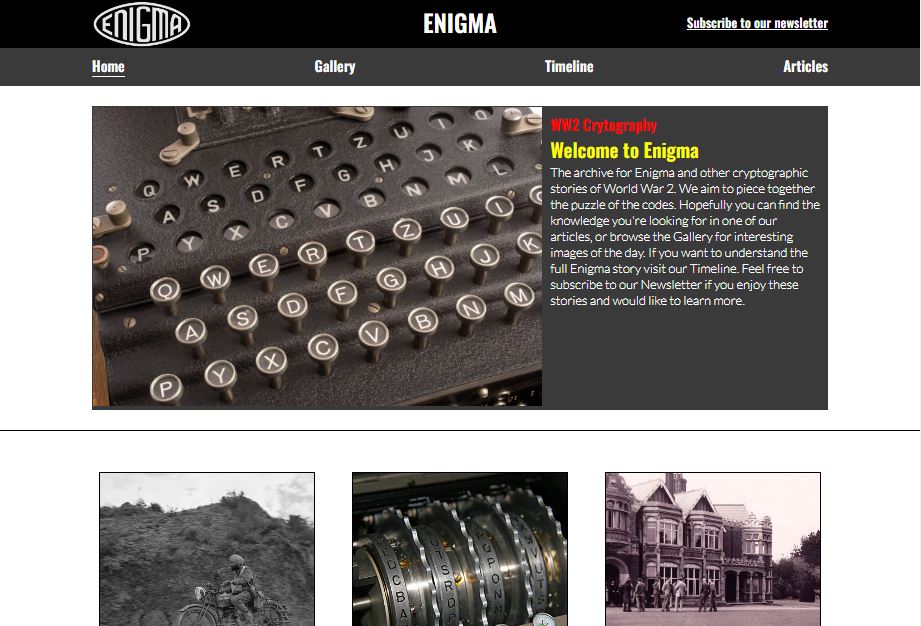 ENIGMA
ENIGMA
Subscribe to our newsletter
Home
Gallery
Timeline
Articles
WW2 Crytography
Welcome to Enigma
The archive for Enigma and other cryptographic
stories of World War 2. We aim to piece together
the puzzle of the codes. Hopefully you can find the
knowledge you're looking for in one of our
articles, or browse the Gallery for interesting
images of the day. If you want to understand the
full Enigma story visit our Timeline. Feel free to
subscribe to our Newsletter if you enjoy these
stories and would like to learn more.
Q W E R T Z U I O
A S D F G H J K
P Y X C V B N M L
Q W E R T Z U I
A S D F G H J K
P Y X C V B N M
D C B A
U T S R Q P
Q P O N M
V U T S